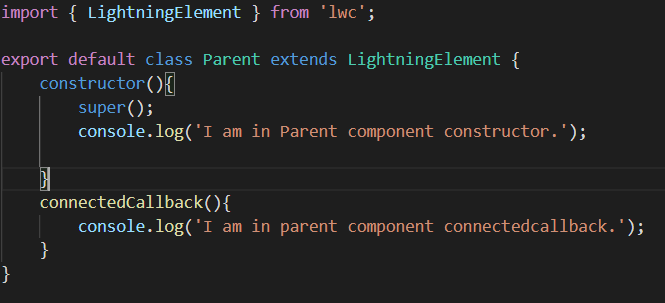 import { LightningElement } from 'lwc';
export default class Parent extends LightningElement {
constructor(){
super();
console.log('I am in Parent component constructor.');
}
connectedCallback(){
console.log('I am in parent component connectedcallback.');
}
}